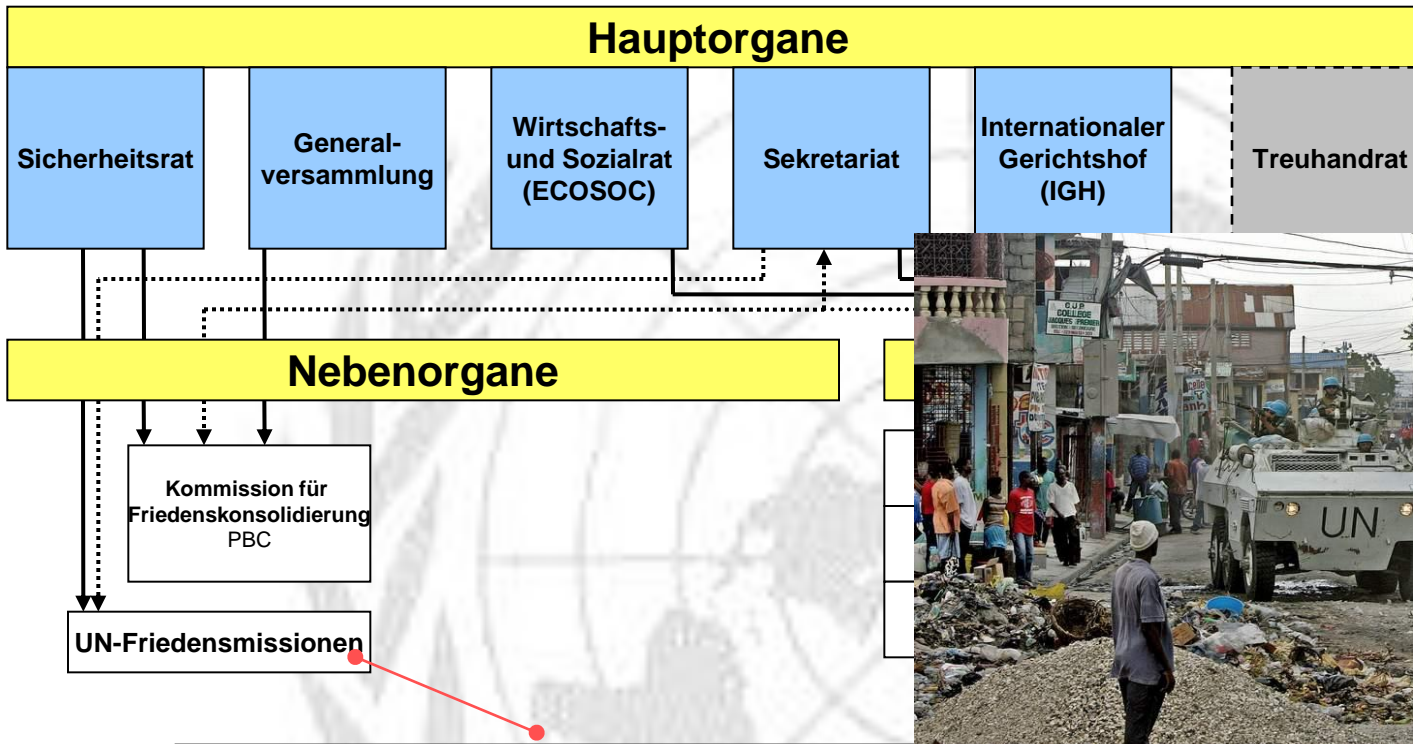 Hauptorgane
Sicherheitsrat
General-
versammlung
Wirtschafts-
und Sozialrat
(ECOSOC)
Sekretariat
Internationaler
Gerichtshof
(IGH)
Treuhandrat
Nebenorgane
Kommission für
Friedenskonsolidierung
PBC
UN-Friedensmissionen
COLLEGE
UN